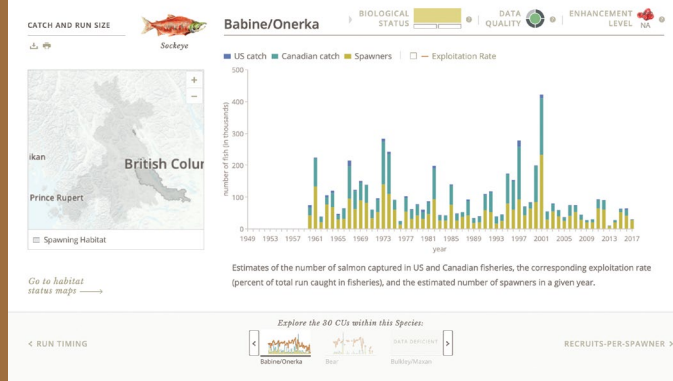 CATCH AND RUN SIZE
Sockeye
Babine/Onerka
BIOLOGICAL STATUS
DATA QUALITY
ENHANCEMENT LEVEL
NA
US catch Canadian catch Spawners Exploitation Rate
500
400
300
200
100
0
number of fish (in thousands)
1949 1953 1957 1961 1965 1969 1973 1977 1981 1985 1989 1993 1997 2001 2005 2009 2013 2017
year
+
−
ikan
British Colur
Prince Rupert
Spawning Habitat
Estimates of the number of salmon captured in US and Canadian fisheries, the corresponding exploitation rate
(percent of total run caught in fisheries), and the estimated number of spawners in a given year.
Go to habitat
status maps
Explore the 30 CUs within this Species:
< RUN TIMING
RECRUITS-PER-SPAWNER >
DATA DEFICIENT
Babine/Onerka
Bear
Bulkley/Maxan